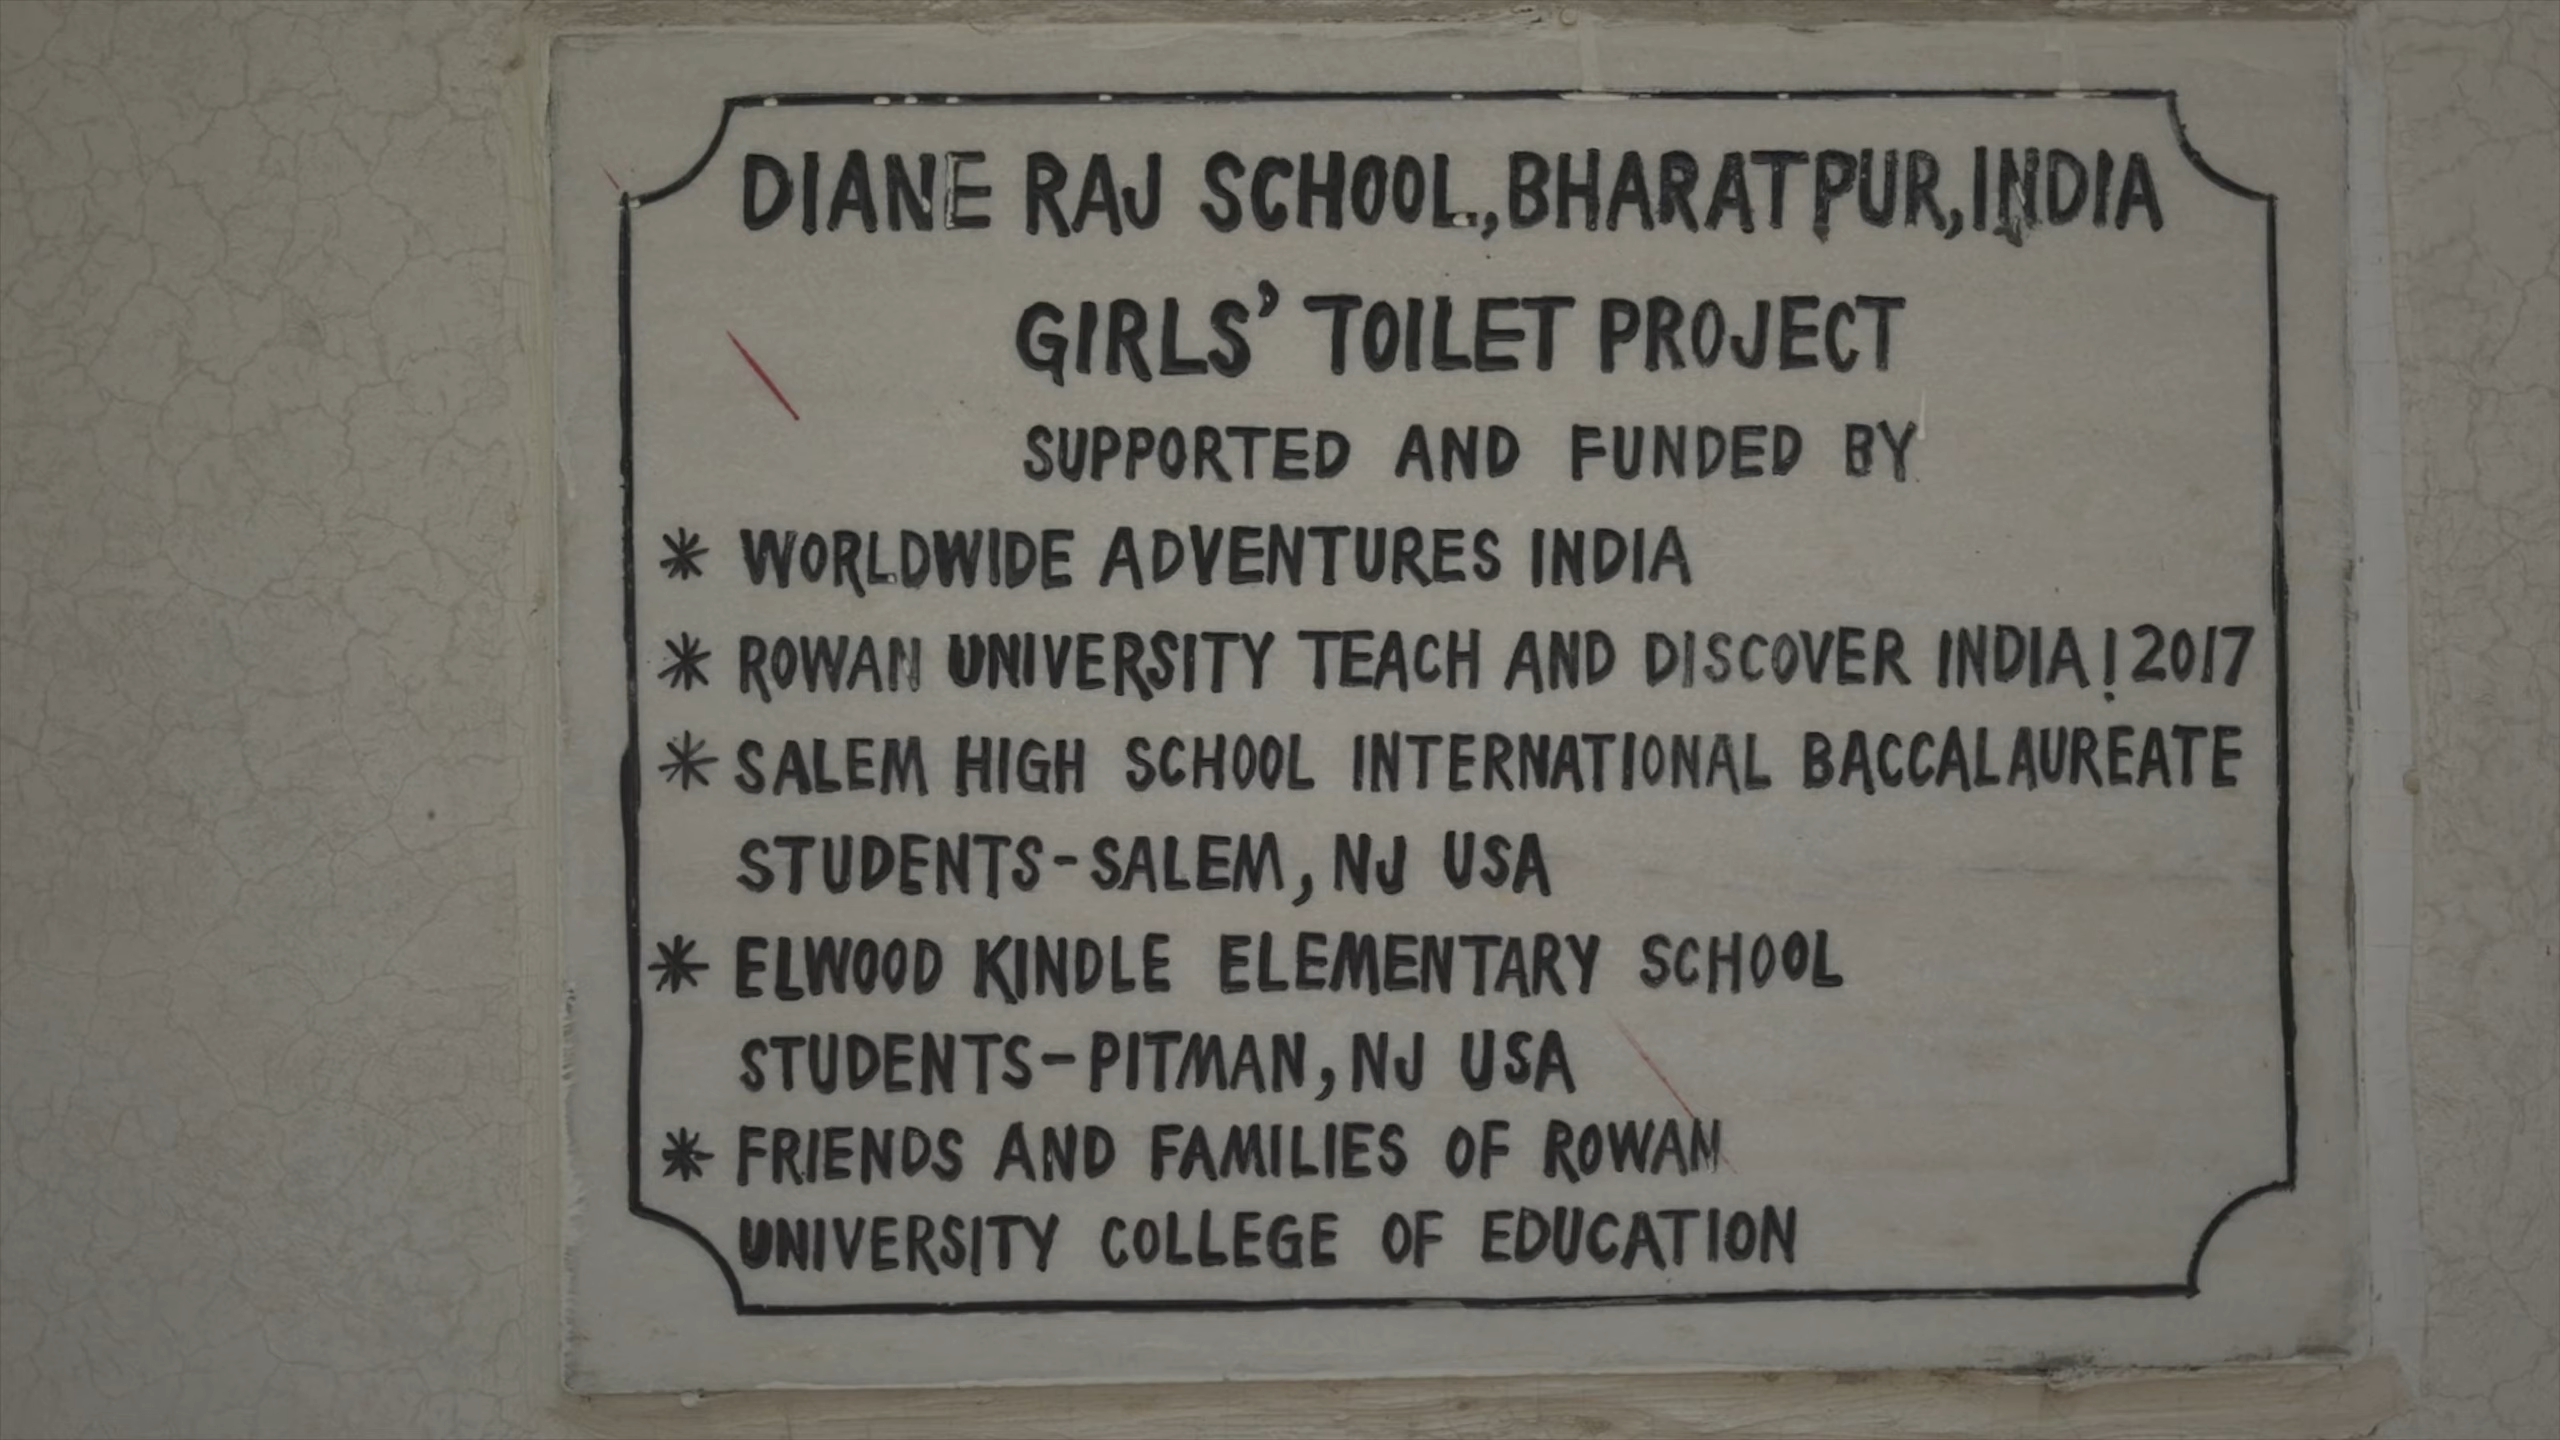 DIANE RAJ SCHOOL, BHARATPUR, INDIA
GIRLS' TOILET PROJECT
SUPPORTED AND FUNDED BY
* WORLDWIDE ADVENTURES INDIA
* ROWAN UNIVERSITY TEACH AND DISCOVER INDIA! 2017
* SALEM HIGH SCHOOL INTERNATIONAL BACCALAUREATE
STUDENTS-SALEM, NJ USA
* ELWOOD KINDLE ELEMENTARY SCHOOL
STUDENTS-PITMAN, NJ USA
* FRIENDS AND FAMILIES OF ROWAN
UNIVERSITY COLLEGE OF EDUCATION